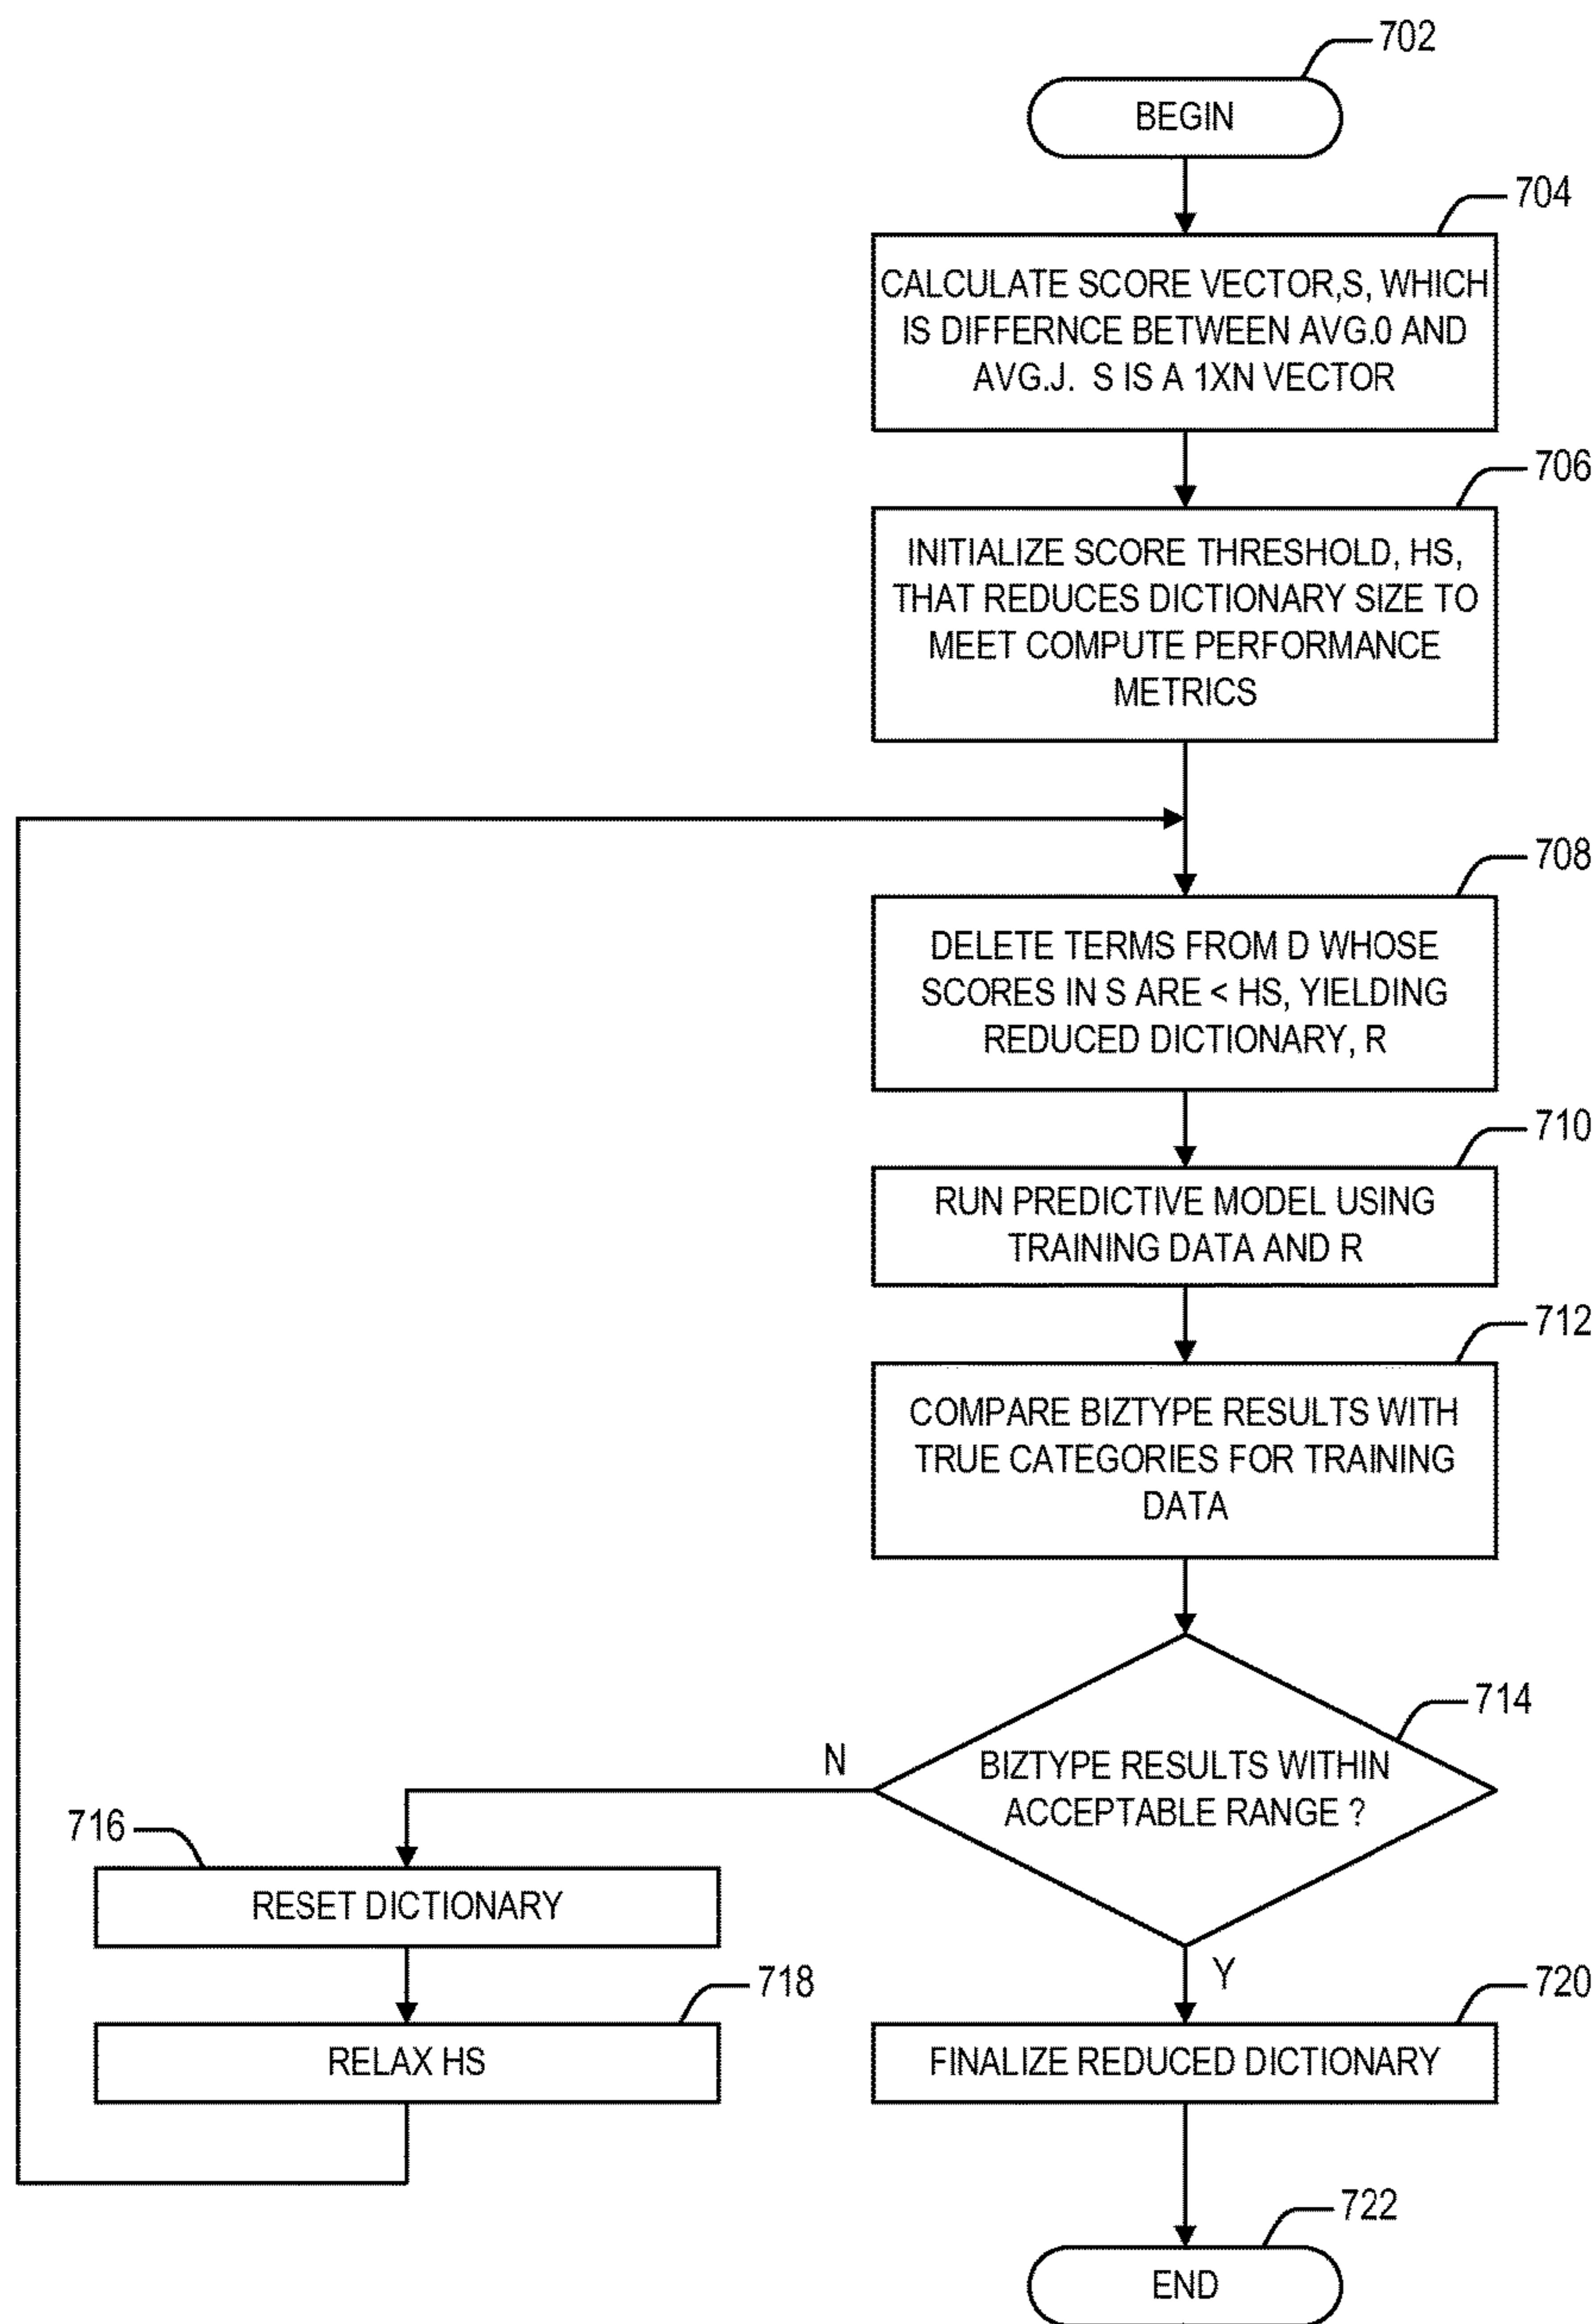 702
BEGIN
704
CALCULATE SCORE VECTOR,S, WHICH
IS DIFFERNCE BETWEEN AVG.0 AND
AVG.J. S IS A 1XN VECTOR
706
INITIALIZE SCORE THRESHOLD, HS,
THAT REDUCES DICTIONARY SIZE TO
MEET COMPUTE PERFORMANCE
METRICS
708
DELETE TERMS FROM D WHOSE
SCORES IN S ARE < HS, YIELDING
REDUCED DICTIONARY, R
710
RUN PREDICTIVE MODEL USING
TRAINING DATA AND R
712
COMPARE BIZTYPE RESULTS WITH
TRUE CATEGORIES FOR TRAINING
DATA
714
BIZTYPE RESULTS WITHIN
ACCEPTABLE RANGE ?
N
716
RESET DICTIONARY
718
RELAX HS
Y
720
FINALIZE REDUCED DICTIONARY
722
END